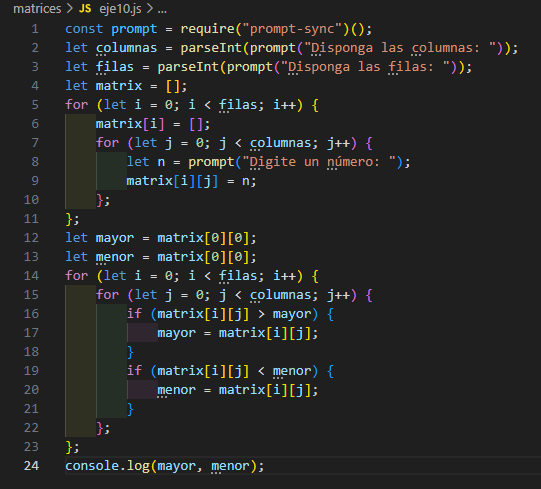 matrices > JS eje10.js > ...
1 const prompt = require("prompt-sync")();
2 let columnas = parseInt(prompt("Disponga las columnas: "));
3 let filas = parseInt(prompt("Disponga las filas: "));
4 let matrix = [];
5 for (let i = 0; i < filas; i++) {
6 matrix[i] = [];
7 for (let j = 0; j < columnas; j++) {
8 let n = prompt("Digite un número: ");
9 matrix[i][j] = n;
10 };
11 };
12 let mayor = matrix[0][0];
13 let menor = matrix[0][0];
14 for (let i = 0; i < filas; i++) {
15 for (let j = 0; j < columnas; j++) {
16 if (matrix[i][j] > mayor) {
17 mayor = matrix[i][j];
18 }
19 if (matrix[i][j] < menor) {
20 menor = matrix[i][j];
21 }
22 };
23 };
24 console.log(mayor, menor);